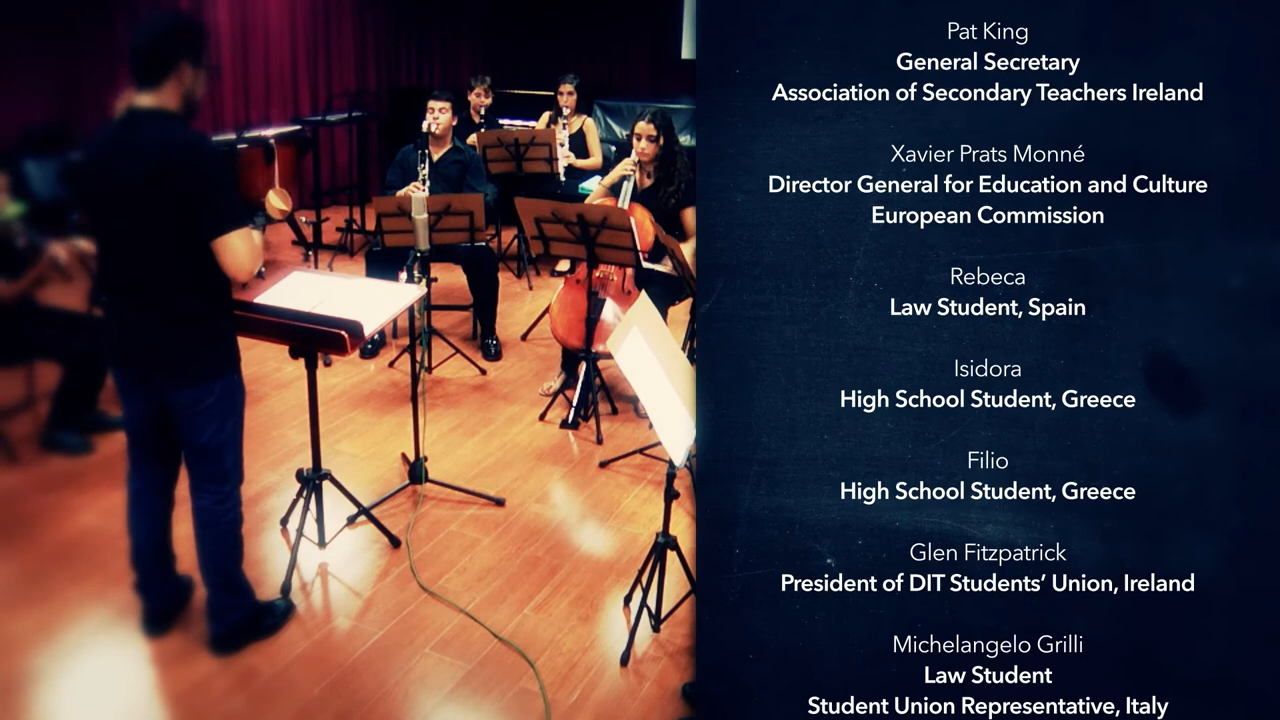 Pat King
General Secretary
Association of Secondary Teachers Ireland
Xavier Prats Monné
Director General for Education and Culture
European Commission
Rebeca
Law Student, Spain
Isidora
High School Student, Greece
Filio
High School Student, Greece
Glen Fitzpatrick
President of DIT Students’ Union, Ireland
Michelangelo Grilli
Law Student
Student Union Representative, Italy